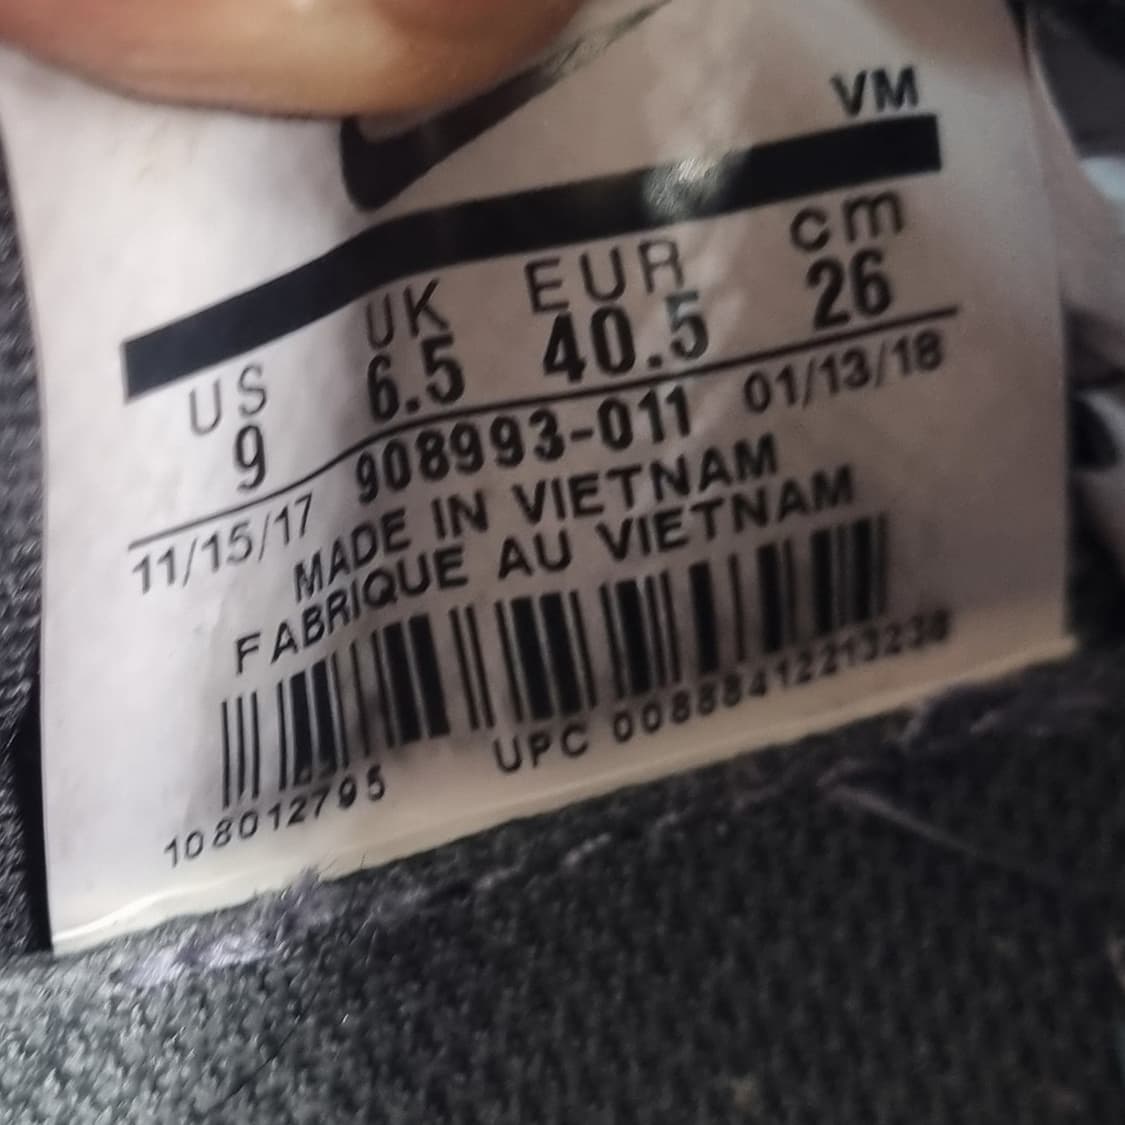 VM
US UK EUR cm
9 6.5 40.5 26
11/15/17 908993-011 01/13/18
MADE IN VIETNAM
FABRIQUE AU VIETNAM
108012795